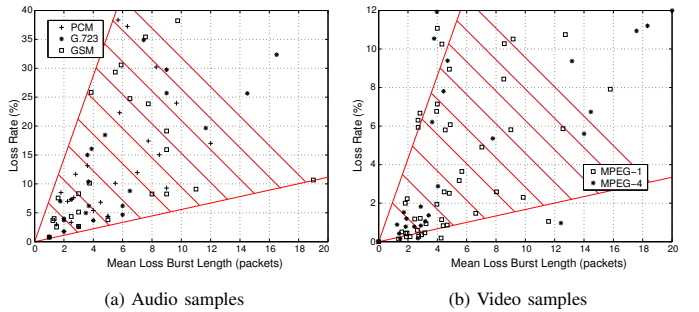 40
35
30
25
20
15
10
5
0
0 2 4 6 8 10 12 14 16 18 20
Loss Rate (%)
Mean Loss Burst Length (packets)
PCM
G.723
GSM
(a) Audio samples
12
10
8
6
4
2
0
0 2 4 6 8 10 12 14 16 18 20
Loss Rate (%)
Mean Loss Burst Length (packets)
MPEG-1
MPEG-4
(b) Video samples